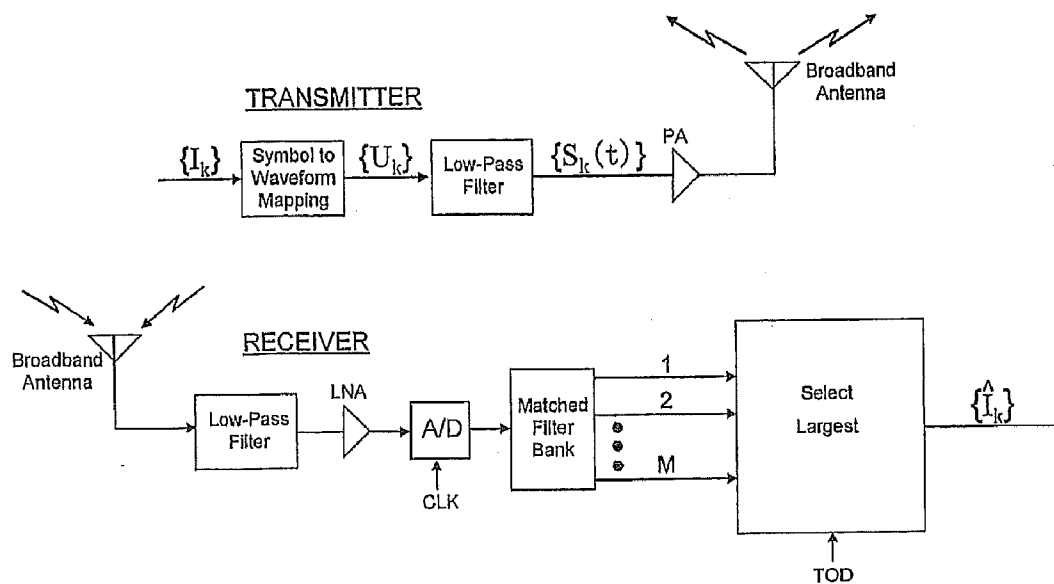 TRANSMITTER
{I_k}
Symbol to
Waveform
Mapping
{U_k}
Low-Pass
Filter
{S_k(t)}
PA
Broadband
Antenna
RECEIVER
Broadband
Antenna
Low-Pass
Filter
LNA
A/D
CLK
Matched
Filter
Bank
1
2
M
Select
Largest
TOD
{Î_k}